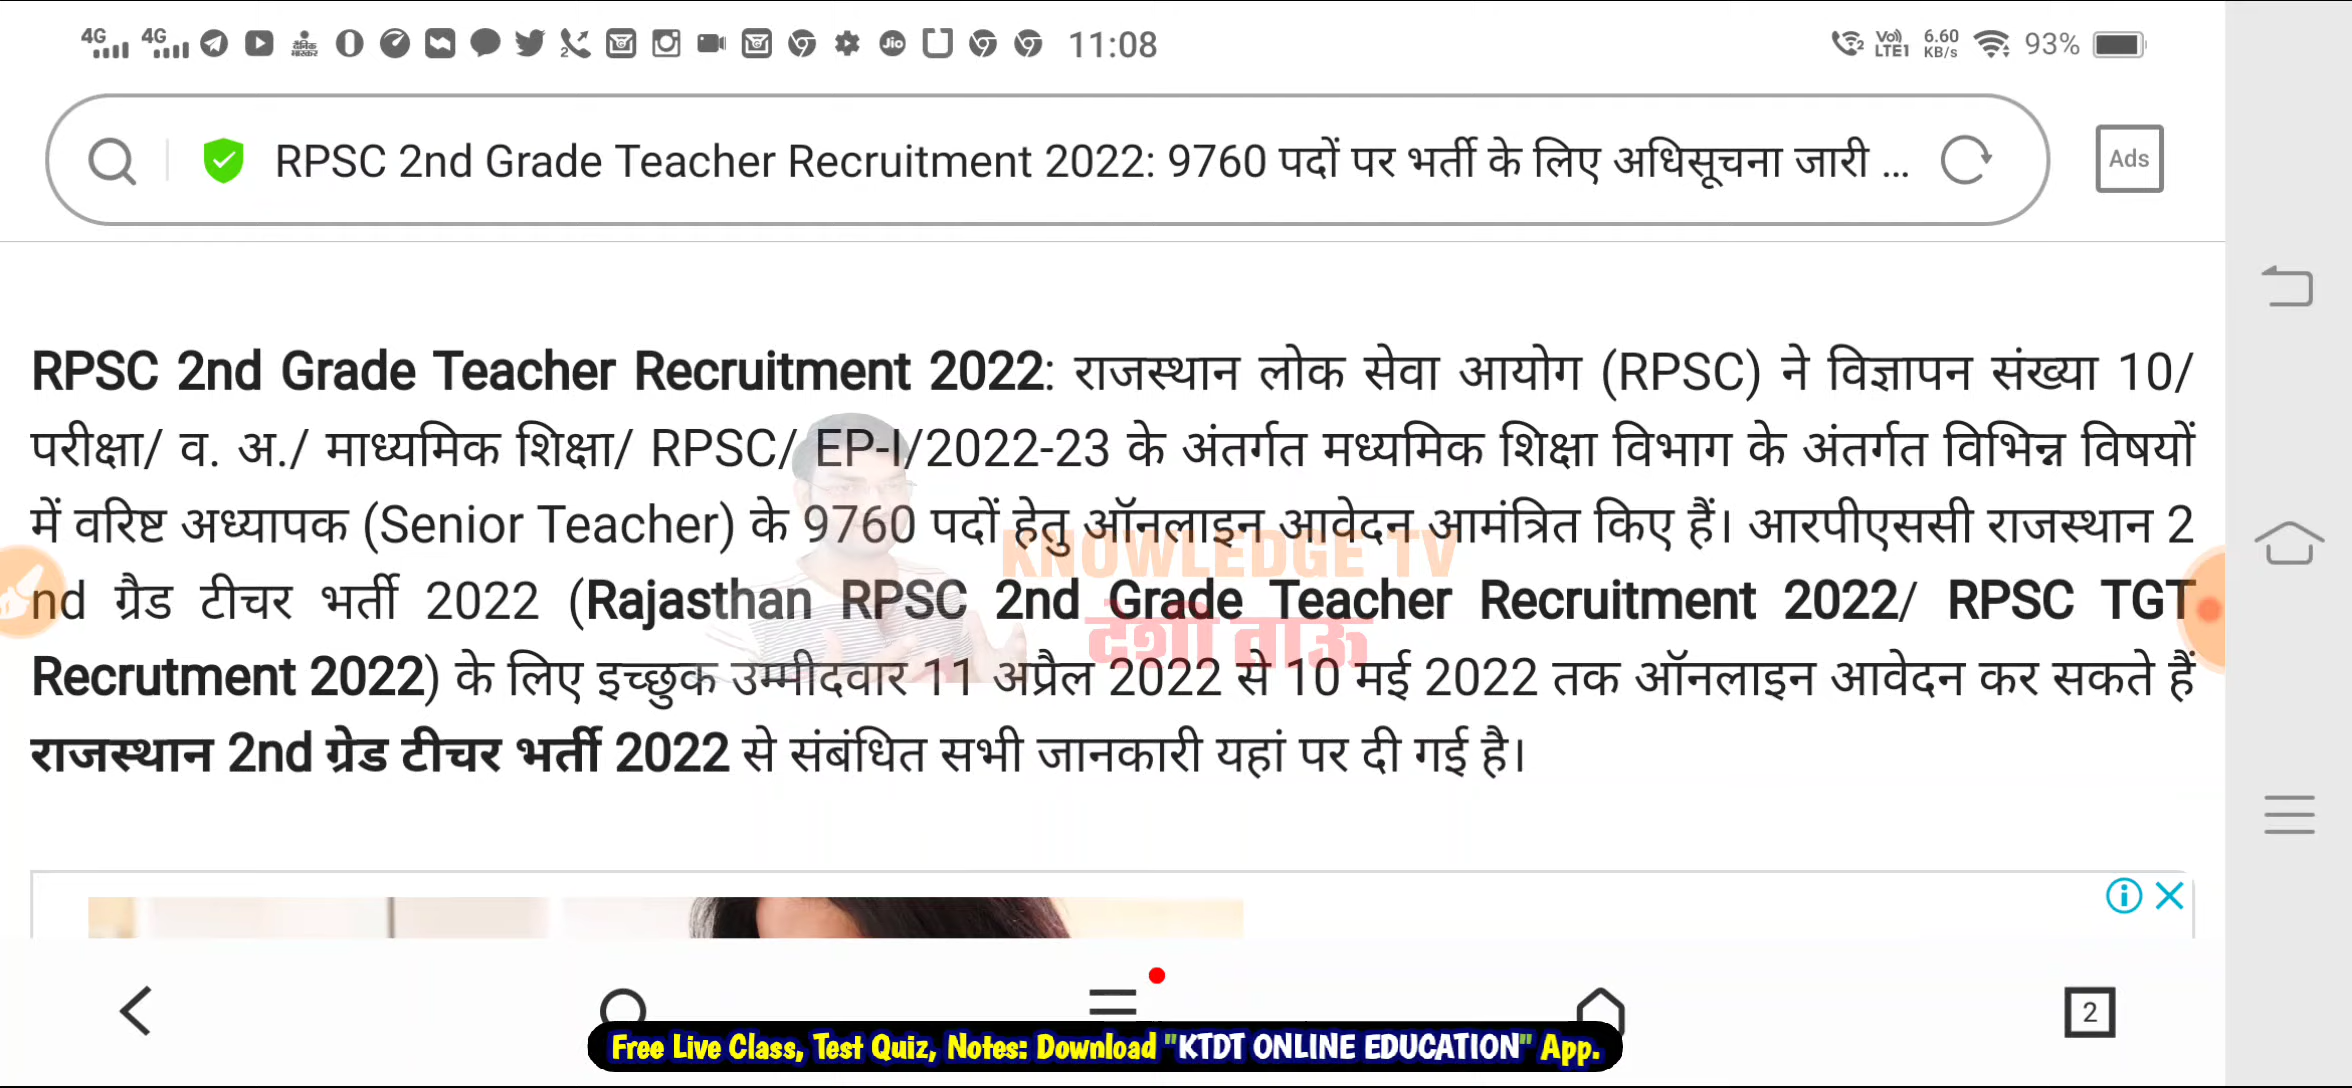 4G 4G 11:08 Vo)) LTE1 6.60 KB/s 93%
RPSC 2nd Grade Teacher Recruitment 2022: 9760 पदों पर भर्ती के लिए अधिसूचना जारी ...
Ads
RPSC 2nd Grade Teacher Recruitment 2022: राजस्थान लोक सेवा आयोग (RPSC) ने विज्ञापन संख्या 10/
परीक्षा/ व. अ./ माध्यमिक शिक्षा/ RPSC/ EP-I/2022-23 के अंतर्गत मध्यमिक शिक्षा विभाग के अंतर्गत विभिन्न विषयों
में वरिष्ट अध्यापक (Senior Teacher) के 9760 पदों हेतु ऑनलाइन आवेदन आमंत्रित किए हैं। आरपीएससी राजस्थान 2
KNOWLEDGE TV
nd ग्रैड टीचर भर्ती 2022 (Rajasthan RPSC 2nd Grade Teacher Recruitment 2022/ RPSC TGT
देशी ताऊ
Recrutment 2022) के लिए इच्छुक उम्मीदवार 11 अप्रैल 2022 से 10 मई 2022 तक ऑनलाइन आवेदन कर सकते हैं
राजस्थान 2nd ग्रेड टीचर भर्ती 2022 से संबंधित सभी जानकारी यहां पर दी गई है।
2
Free Live Class, Test Quiz, Notes: Download "KTDT ONLINE EDUCATION" App.